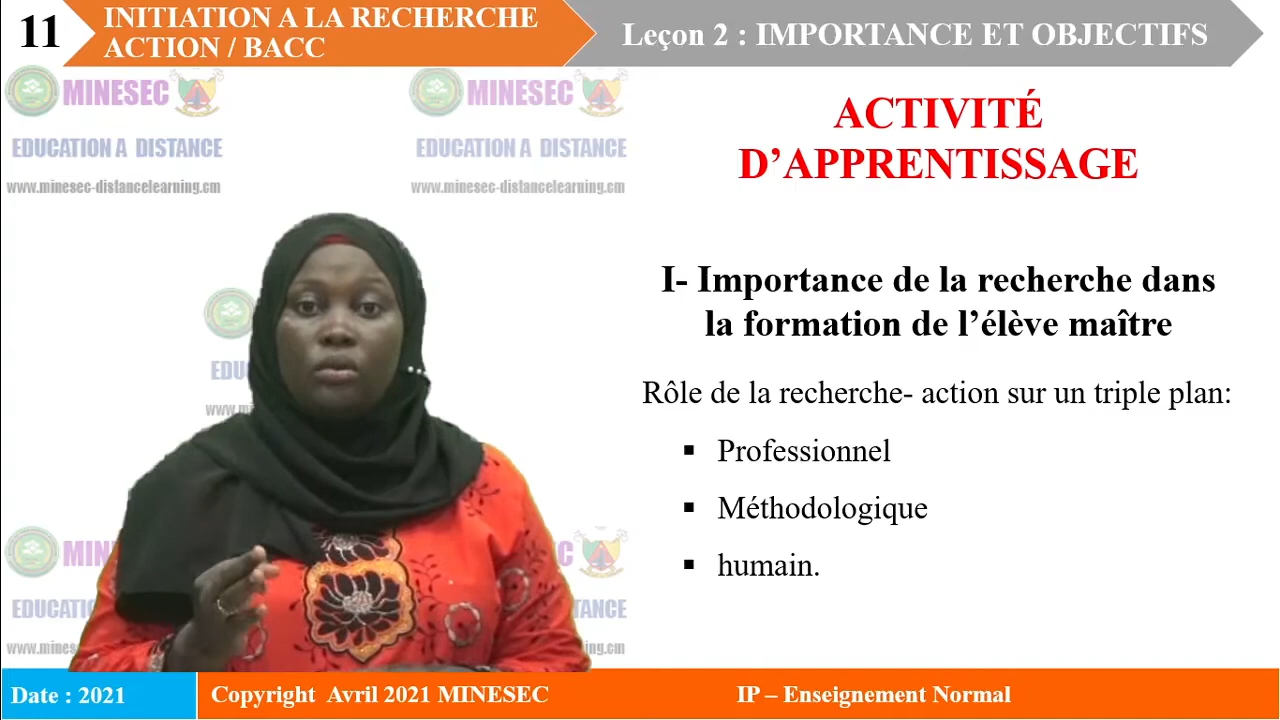 11
INITIATION A LA RECHERCHE
ACTION / BACC
Leçon 2 : IMPORTANCE ET OBJECTIFS
MINESEC
EDUCATION A DISTANCE
www.minesec-distancelearning.cm
MINESEC
EDUCATION A DISTANCE
www.minesec-distancelearning.cm
ACTIVITÉ
D’APPRENTISSAGE
I- Importance de la recherche dans
la formation de l’élève maître
Rôle de la recherche- action sur un triple plan:
▪ Professionnel
▪ Méthodologique
▪ humain.
Date : 2021
Copyright Avril 2021 MINESEC
IP – Enseignement Normal